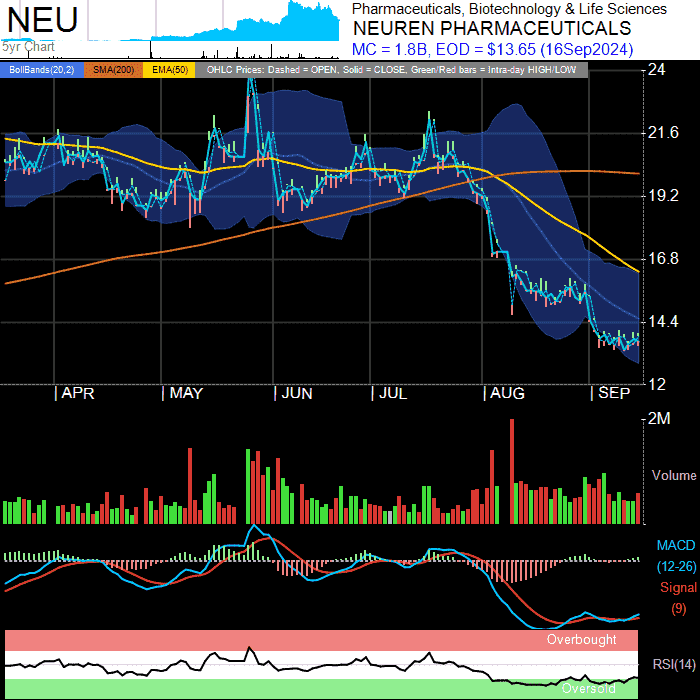 NEU
5yr Chart
Pharmaceuticals, Biotechnology & Life Sciences
NEUREN PHARMACEUTICALS
MC = 1.8B, EOD = $13.65 (16Sep2024)
BollBands(20,2) SMA(200) EMA(50) OHLC Prices: Dashed = OPEN, Solid = CLOSE, Green/Red bars = Intra-day HIGH/LOW
24
21.6
19.2
16.8
14.4
12
| APR | MAY | JUN | JUL | AUG | SEP
2M
Volume
MACD
(12-26)
Signal
(9)
Overbought
RSI(14)
Oversold